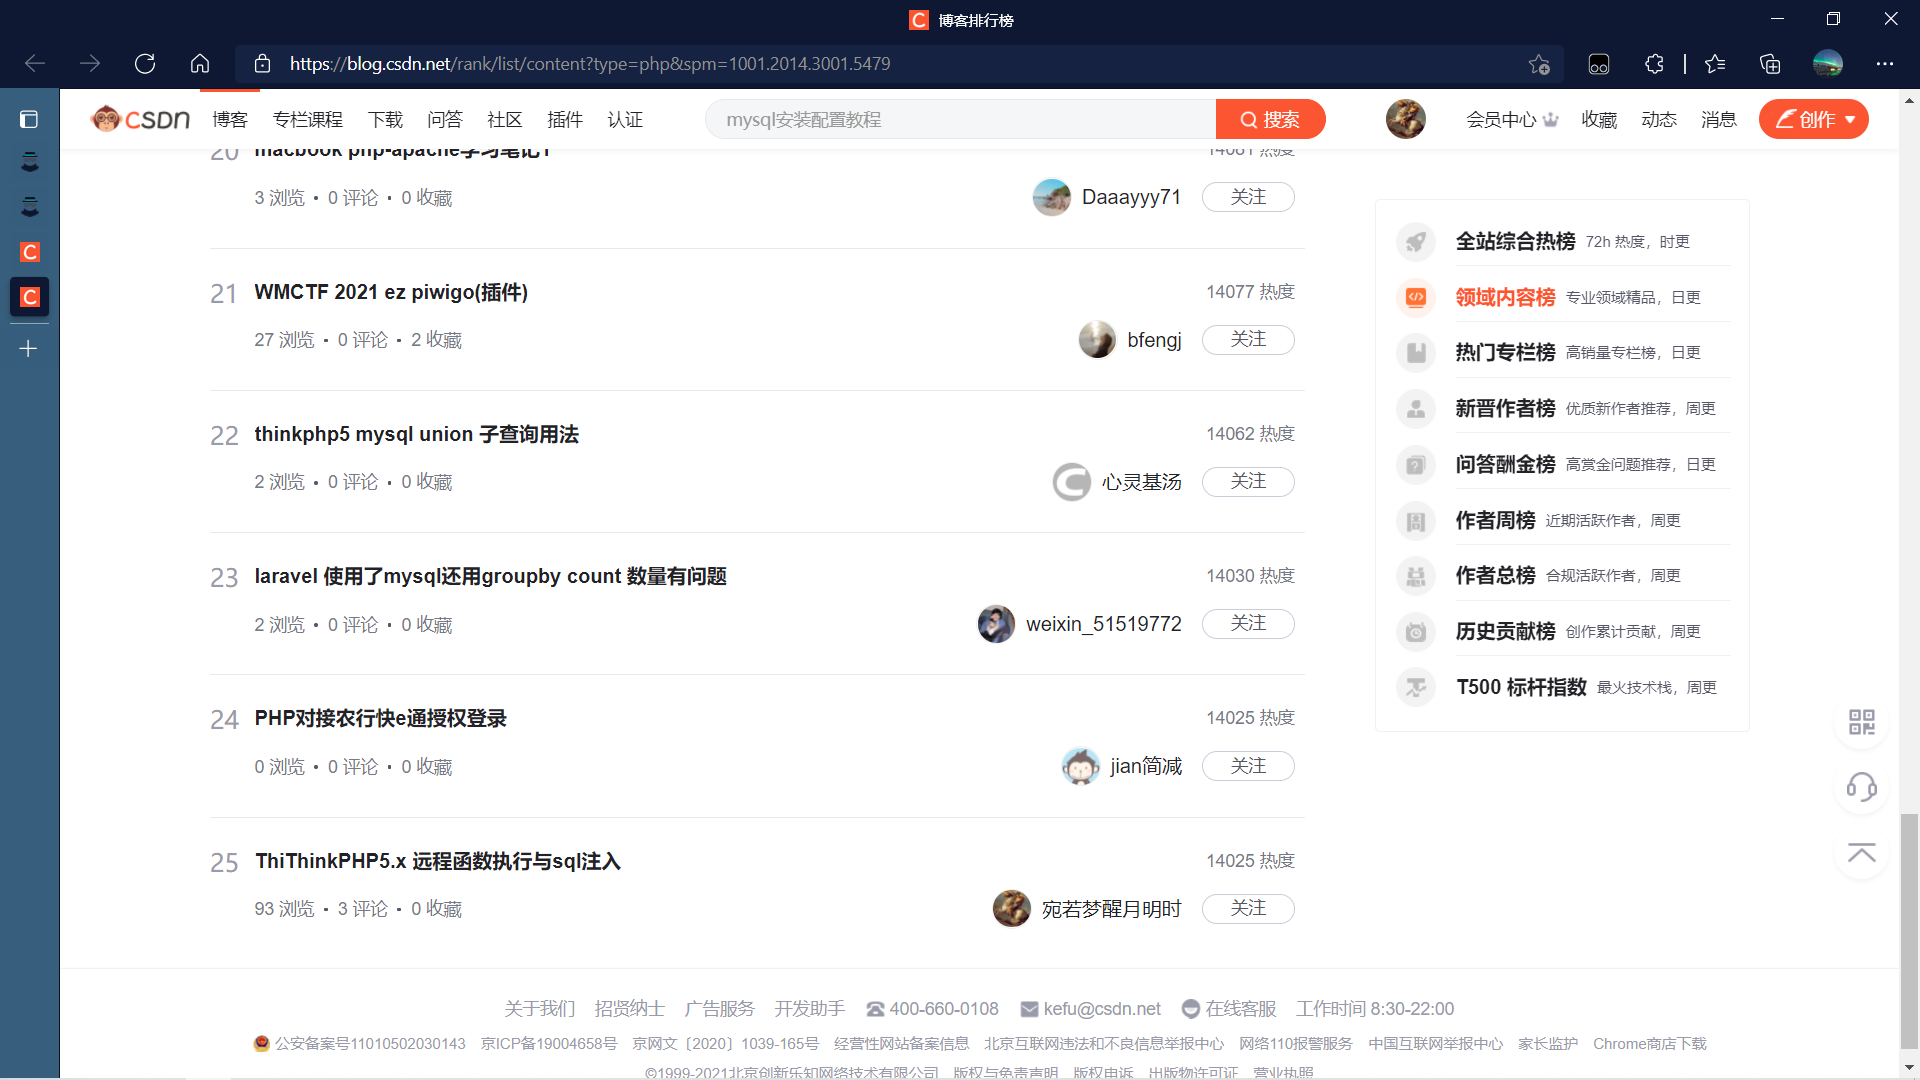 博客排行榜
https://blog.csdn.net/rank/list/content?type=php&spm=1001.2014.3001.5479
CSDN 博客 专栏课程 下载 问答 社区 插件 认证 mysql安装配置教程 搜索 会员中心 收藏 动态 消息 创作
20 macbook php-apache学习笔记1 14081 热度
3 浏览 · 0 评论 · 0 收藏 Daaayyy71 关注
21 WMCTF 2021 ez piwigo(插件) 14077 热度
27 浏览 · 0 评论 · 2 收藏 bfengj 关注
22 thinkphp5 mysql union 子查询用法 14062 热度
2 浏览 · 0 评论 · 0 收藏 心灵基汤 关注
23 laravel 使用了mysql还用groupby count 数量有问题 14030 热度
2 浏览 · 0 评论 · 0 收藏 weixin_51519772 关注
24 PHP对接农行快e通授权登录 14025 热度
0 浏览 · 0 评论 · 0 收藏 jian简减 关注
25 ThiThinkPHP5.x 远程函数执行与sql注入 14025 热度
93 浏览 · 3 评论 · 0 收藏 宛若梦醒月明时 关注
全站综合热榜 72h 热度，时更
领域内容榜 专业领域精品，日更
热门专栏榜 高销量专栏榜，日更
新晋作者榜 优质新作者推荐，周更
问答酬金榜 高赏金问题推荐，日更
作者周榜 近期活跃作者，周更
作者总榜 合规活跃作者，周更
历史贡献榜 创作累计贡献，周更
T500 标杆指数 最火技术栈，周更
关于我们 招贤纳士 广告服务 开发助手 400-660-0108 kefu@csdn.net 在线客服 工作时间 8:30-22:00
公安备案号11010502030143 京ICP备19004658号 京网文〔2020〕1039-165号 经营性网站备案信息 北京互联网违法和不良信息举报中心 网络110报警服务 中国互联网举报中心 家长监护 Chrome商店下载
©1999-2021北京创新乐知网络技术有限公司 版权与免责声明 版权申诉 出版物许可证 营业执照